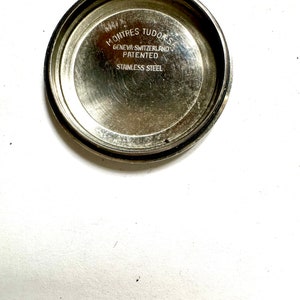 MONTRES TUDOR S.
GENEVA·SWITZERLAND
PATENTED
STAINLESS STEEL